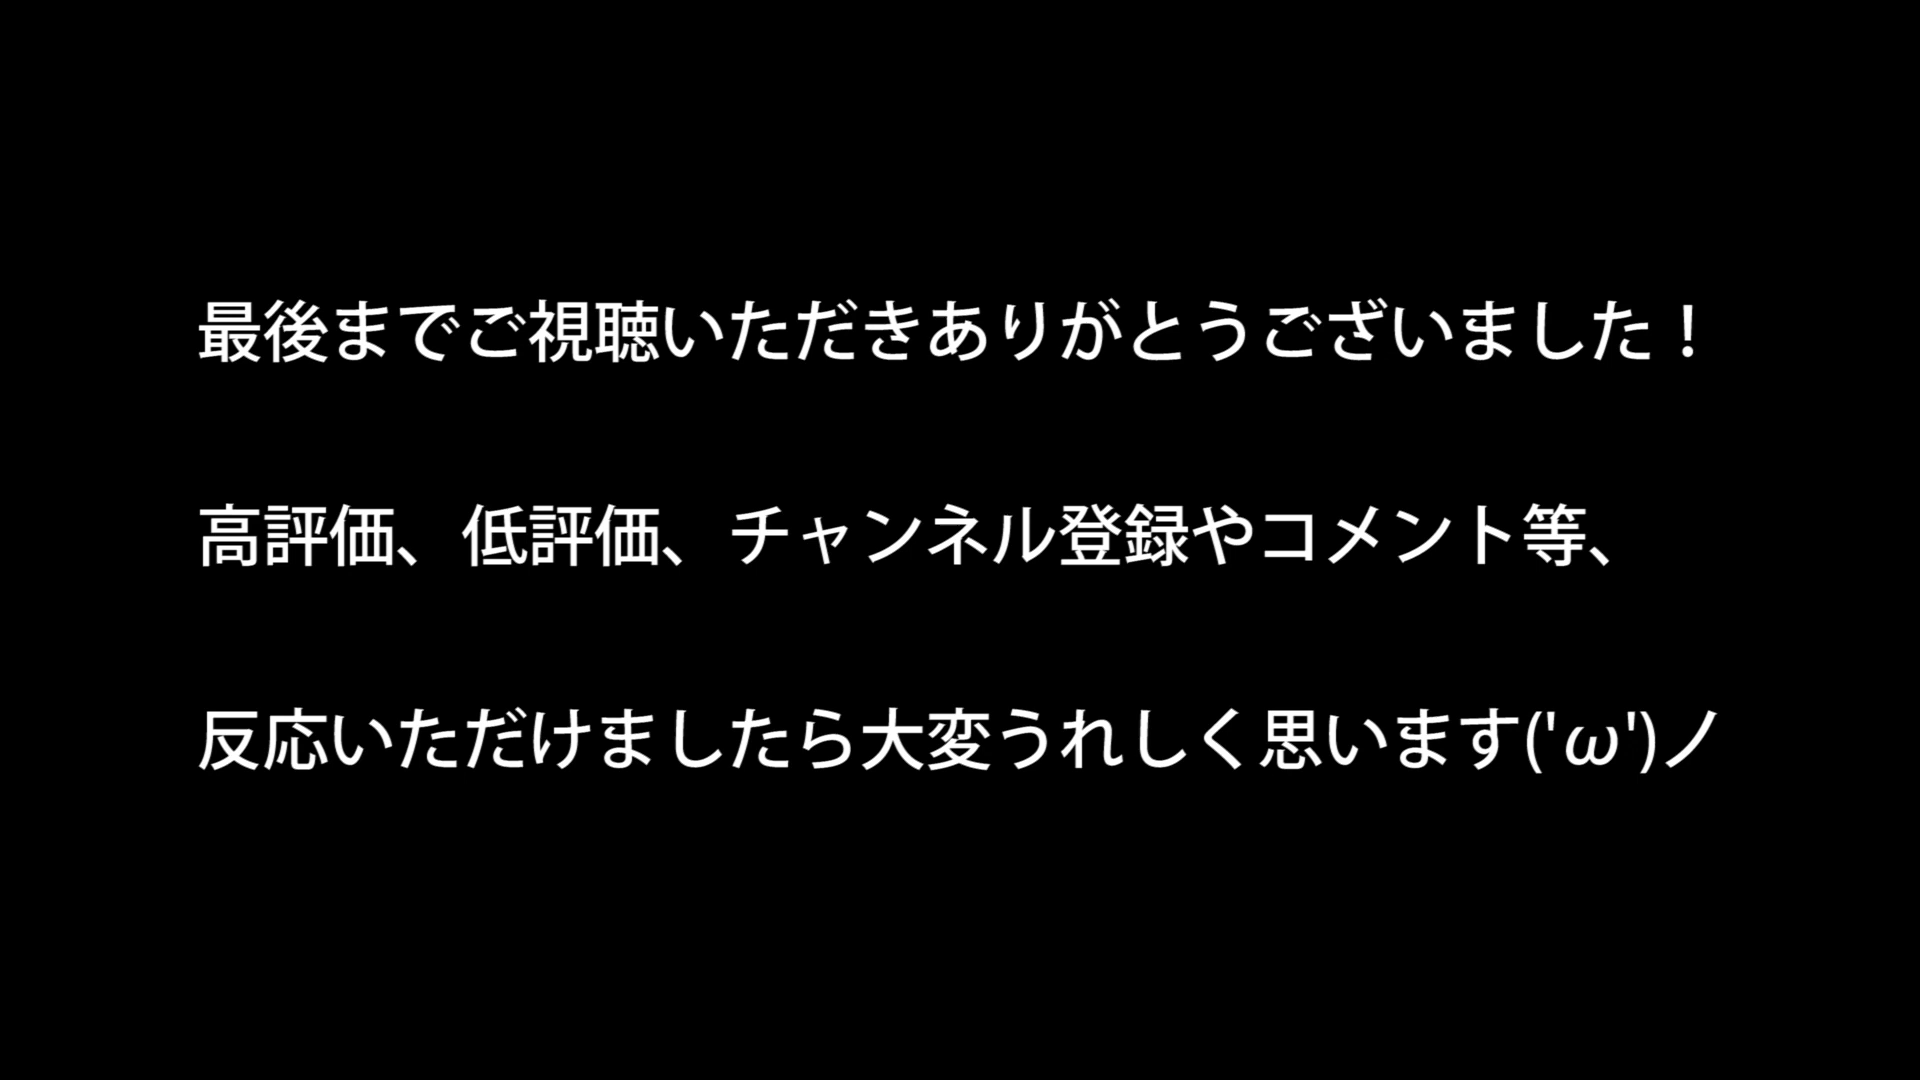 最後までご視聴いただきありがとうございました！
高評価、低評価、チャンネル登録やコメント等、
反応いただけましたら大変うれしく思います('ω')ノ